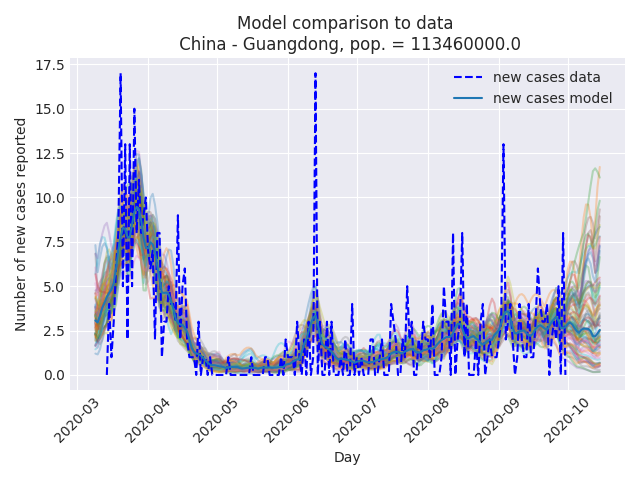 Model comparison to data
China - Guangdong, pop. = 113460000.0
17.5
15.0
12.5
10.0
7.5
5.0
2.5
0.0
Number of new cases reported
new cases data
new cases model
2020-03
2020-04
2020-05
2020-06
2020-07
2020-08
2020-09
2020-10
Day